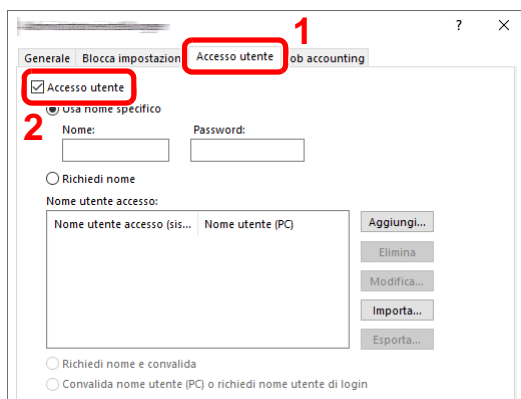 1
? X
Generale Blocca impostazion Accesso utente ob accounting
Accesso utente
2
Usa nome specifico
Nome: Password:
Richiedi nome
Nome utente accesso:
Nome utente accesso (sis... Nome utente (PC)
Aggiungi...
Elimina
Modifica...
Importa...
Esporta...
Richiedi nome e convalida
Convalida nome utente (PC) o richiedi nome utente di login